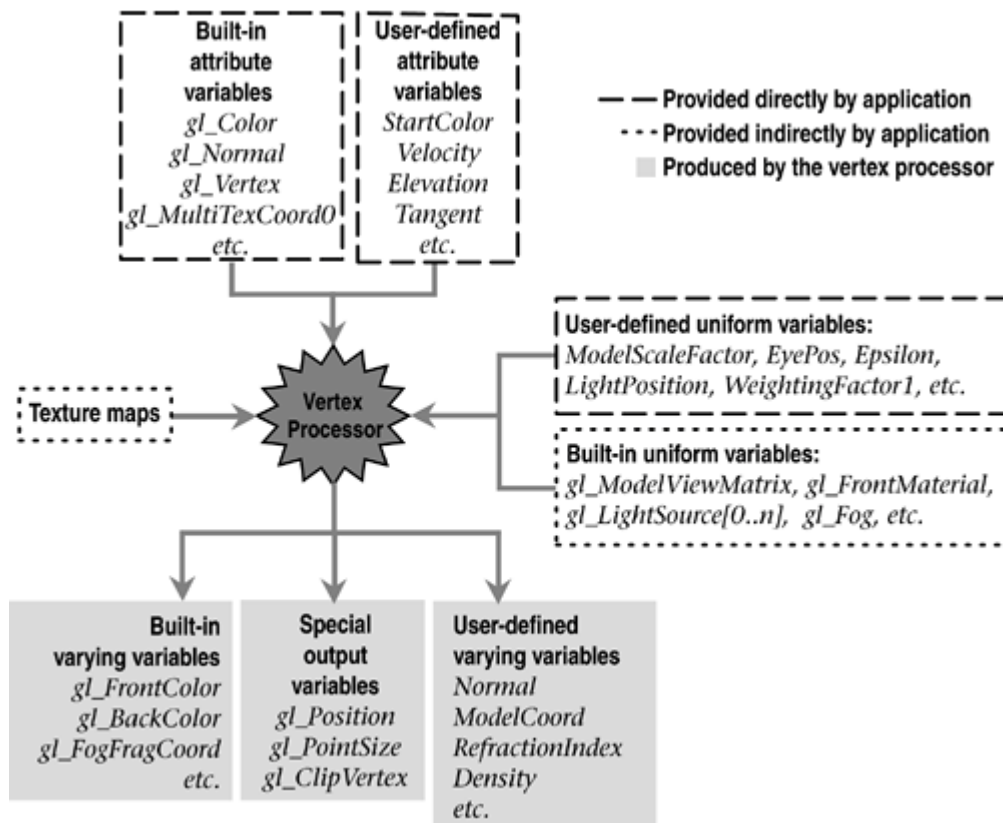 Built-in
attribute
variables
gl_Color
gl_Normal
gl_Vertex
gl_MultiTexCoord0
etc.
User-defined
attribute
variables
StartColor
Velocity
Elevation
Tangent
etc.
Provided directly by application
Provided indirectly by application
Produced by the vertex processor
Texture maps
Vertex
Processor
User-defined uniform variables:
ModelScaleFactor, EyePos, Epsilon,
LightPosition, WeightingFactor1, etc.
Built-in uniform variables:
gl_ModelViewMatrix, gl_FrontMaterial,
gl_LightSource[0..n], gl_Fog, etc.
Built-in
varying variables
gl_FrontColor
gl_BackColor
gl_FogFragCoord
etc.
Special
output
variables
gl_Position
gl_PointSize
gl_ClipVertex
User-defined
varying variables
Normal
ModelCoord
RefractionIndex
Density
etc.